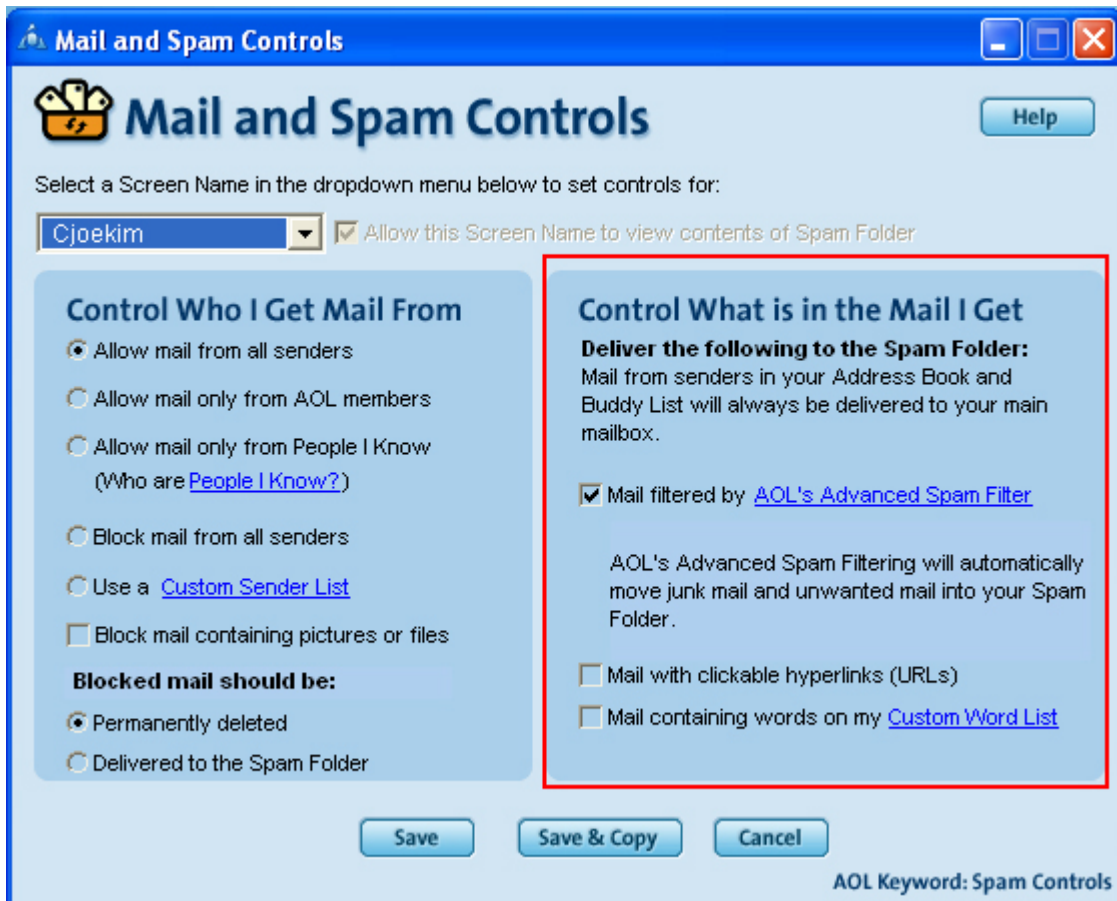 Mail and Spam Controls
Mail and Spam Controls
Help
Select a Screen Name in the dropdown menu below to set controls for:
Cjoekim
Allow this Screen Name to view contents of Spam Folder
Control Who I Get Mail From
Allow mail from all senders
Allow mail only from AOL members
Allow mail only from People I Know
(Who are People I Know?)
Block mail from all senders
Use a Custom Sender List
Block mail containing pictures or files
Blocked mail should be:
Permanently deleted
Delivered to the Spam Folder
Control What is in the Mail I Get
Deliver the following to the Spam Folder:
Mail from senders in your Address Book and
Buddy List will always be delivered to your main
mailbox.
Mail filtered by AOL's Advanced Spam Filter
AOL's Advanced Spam Filtering will automatically
move junk mail and unwanted mail into your Spam
Folder.
Mail with clickable hyperlinks (URLs)
Mail containing words on my Custom Word List
Save
Save & Copy
Cancel
AOL Keyword: Spam Controls